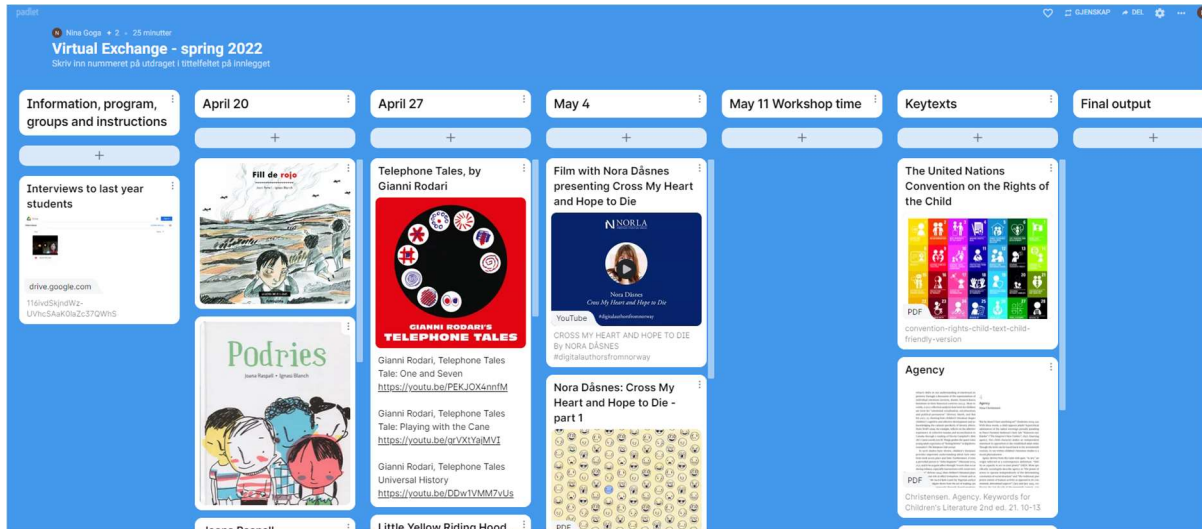 padlet
GJENSKAP
DEL
N Nina Goga + 2 • 25 minutter
Virtual Exchange - spring 2022
Skriv inn nummeret på utdraget i tittelfeltet på innlegget
Information, program,
groups and instructions
Interviews to last year
students
drive.google.com
April 20
Fill de rojo
Podries
Joana Raspall • Ignasi Blanch
Joana Raspall
April 27
Telephone Tales, by
Gianni Rodari
GIANNI RODARI'S
TELEPHONE TALES
Gianni Rodari, Telephone Tales
Tale: One and Seven
https://youtu.be/PEKJOX4nnfM
Gianni Rodari, Telephone Tales
Tale: Playing with the Cane
https://youtu.be/qrVXtYajMVI
Gianni Rodari, Telephone Tales
Universal History
https://youtu.be/DDw1VMM7vUs
Little Yellow Riding Hood
May 4
Film with Nora Dåsnes
presenting Cross My Heart
and Hope to Die
NORLA
Nora Dåsnes
Cross My Heart and Hope to Die
#digitalauthorfromnorway
YouTube
CROSS MY HEART AND HOPE TO DIE
By NORA DÅSNES
#digitalauthorsfromnorway
Nora Dåsnes: Cross My
Heart and Hope to Die -
part 1
PDF
May 11 Workshop time
Keytexts
The United Nations
Convention on the Rights of
the Child
PDF
convention-rights-child-text-child-
friendly-version
Agency
PDF
Christensen. Agency. Keywords for
Children's Literature 2nd ed. 21. 10-13
Final output